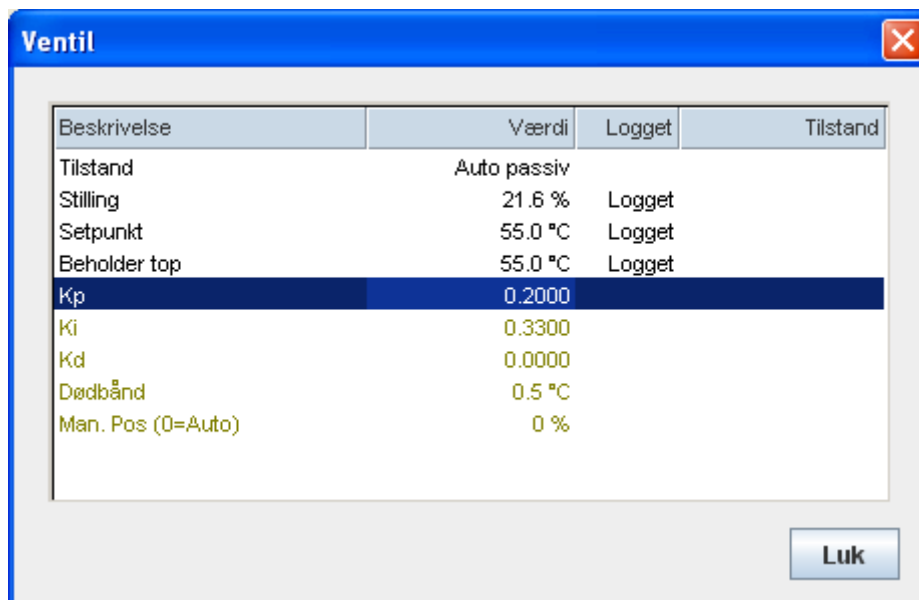 Ventil
Beskrivelse Værdi Logget Tilstand
Tilstand Auto passiv
Stilling 21.6 % Logget
Setpunkt 55.0 °C Logget
Beholder top 55.0 °C Logget
Kp 0.2000
Ki 0.3300
Kd 0.0000
Dødbånd 0.5 °C
Man. Pos (0=Auto) 0 %
Luk